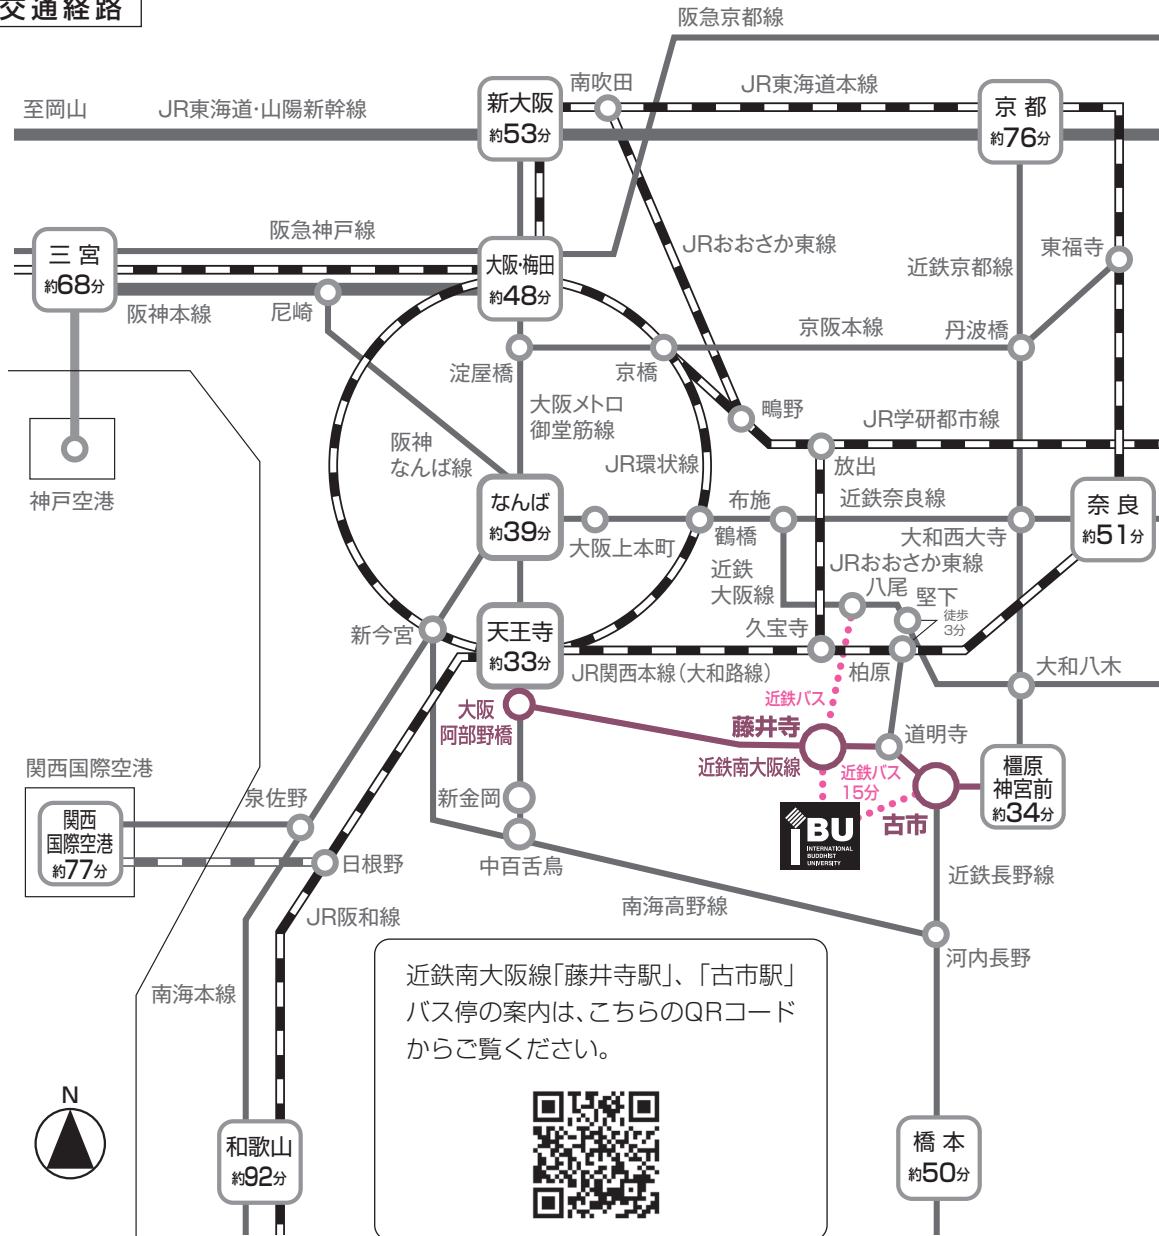 交通経路
阪急京都線
至岡山
JR東海道・山陽新幹線
新大阪
約53分
南吹田
JR東海道本線
京都
約76分
阪急神戸線
三宮
約68分
大阪・梅田
約48分
JRおおさか東線
近鉄京都線
東福寺
阪神本線
尼崎
京阪本線
丹波橋
淀屋橋
京橋
大阪メトロ
御堂筋線
鴫野
JR学研都市線
阪神
なんば線
JR環状線
放出
神戸空港
なんば
約39分
布施
近鉄奈良線
奈良
約51分
大阪上本町
鶴橋
大和西大寺
近鉄
大阪線
JRおおさか東線
八尾
堅下
徒歩
3分
新今宮
天王寺
約33分
久宝寺
JR関西本線(大和路線)
柏原
大和八木
近鉄バス
大阪
阿部野橋
藤井寺
近鉄南大阪線
道明寺
近鉄バス
15分
橿原
神宮前
約34分
関西国際空港
関西
国際空港
約77分
泉佐野
新金岡
古市
iBU
INTERNATIONAL
BUDDHIST
UNIVERSITY
日根野
中百舌鳥
近鉄長野線
JR阪和線
南海高野線
河内長野
南海本線
近鉄南大阪線「藤井寺駅」、「古市駅」
バス停の案内は、こちらのQRコード
からご覧ください。
N
和歌山
約92分
橋本
約50分